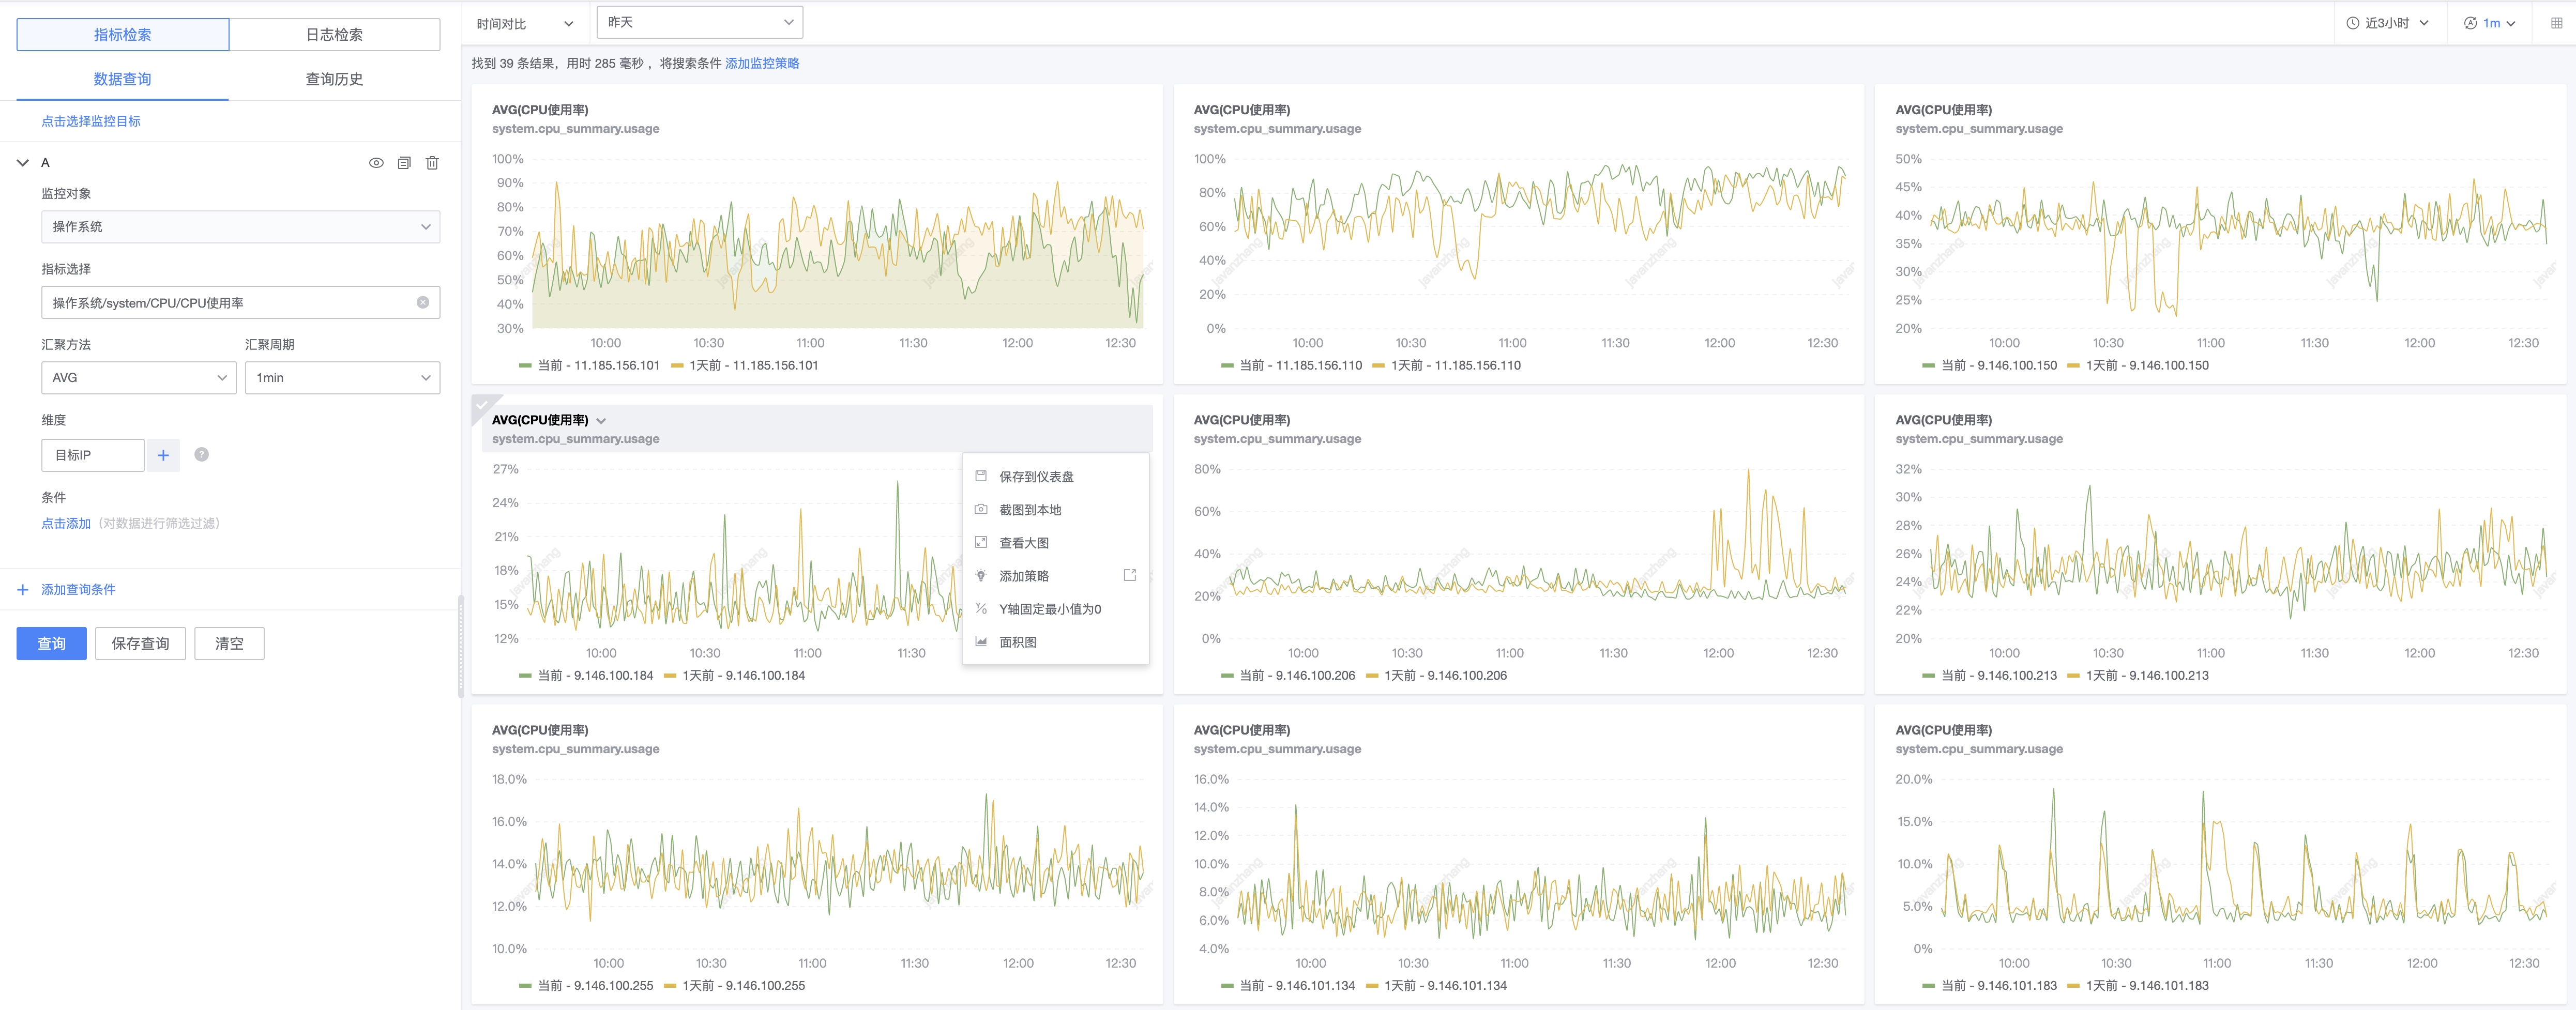 指标检索
日志检索
数据查询
查询历史
点击选择监控目标
A
监控对象
操作系统
指标选择
操作系统/system/CPU/CPU使用率
汇聚方法
汇聚周期
AVG
1min
维度
目标IP
+
?
条件
点击添加（对数据进行筛选过滤）
+ 添加查询条件
查询
保存查询
清空
时间对比
昨天
近3小时
1m
找到 39 条结果，用时 285 毫秒 ，将搜索条件 添加监控策略
AVG(CPU使用率)
system.cpu_summary.usage
100%
90%
80%
70%
60%
50%
40%
30%
10:00 10:30 11:00 11:30 12:00 12:30
当前 - 11.185.156.101 1天前 - 11.185.156.101
AVG(CPU使用率)
system.cpu_summary.usage
100%
80%
60%
40%
20%
0%
10:00 10:30 11:00 11:30 12:00 12:30
当前 - 11.185.156.110 1天前 - 11.185.156.110
AVG(CPU使用率)
system.cpu_summary.usage
50%
45%
40%
35%
30%
25%
20%
10:00 10:30 11:00 11:30 12:00 12:30
当前 - 9.146.100.150 1天前 - 9.146.100.150
AVG(CPU使用率)
system.cpu_summary.usage
27%
24%
21%
18%
15%
12%
10:00 10:30 11:00 11:30
当前 - 9.146.100.184 1天前 - 9.146.100.184
保存到仪表盘
截图到本地
查看大图
添加策略
Y轴固定最小值为0
面积图
AVG(CPU使用率)
system.cpu_summary.usage
80%
60%
40%
20%
0%
10:00 10:30 11:00 11:30 12:00 12:30
当前 - 9.146.100.206 1天前 - 9.146.100.206
AVG(CPU使用率)
system.cpu_summary.usage
32%
30%
28%
26%
24%
22%
20%
10:00 10:30 11:00 11:30 12:00 12:30
当前 - 9.146.100.213 1天前 - 9.146.100.213
AVG(CPU使用率)
system.cpu_summary.usage
18.0%
16.0%
14.0%
12.0%
10.0%
10:00 10:30 11:00 11:30 12:00 12:30
当前 - 9.146.100.255 1天前 - 9.146.100.255
AVG(CPU使用率)
system.cpu_summary.usage
16.0%
14.0%
12.0%
10.0%
8.0%
6.0%
4.0%
10:00 10:30 11:00 11:30 12:00 12:30
当前 - 9.146.101.134 1天前 - 9.146.101.134
AVG(CPU使用率)
system.cpu_summary.usage
20.0%
15.0%
10.0%
5.0%
0%
10:00 10:30 11:00 11:30 12:00 12:30
当前 - 9.146.101.183 1天前 - 9.146.101.183